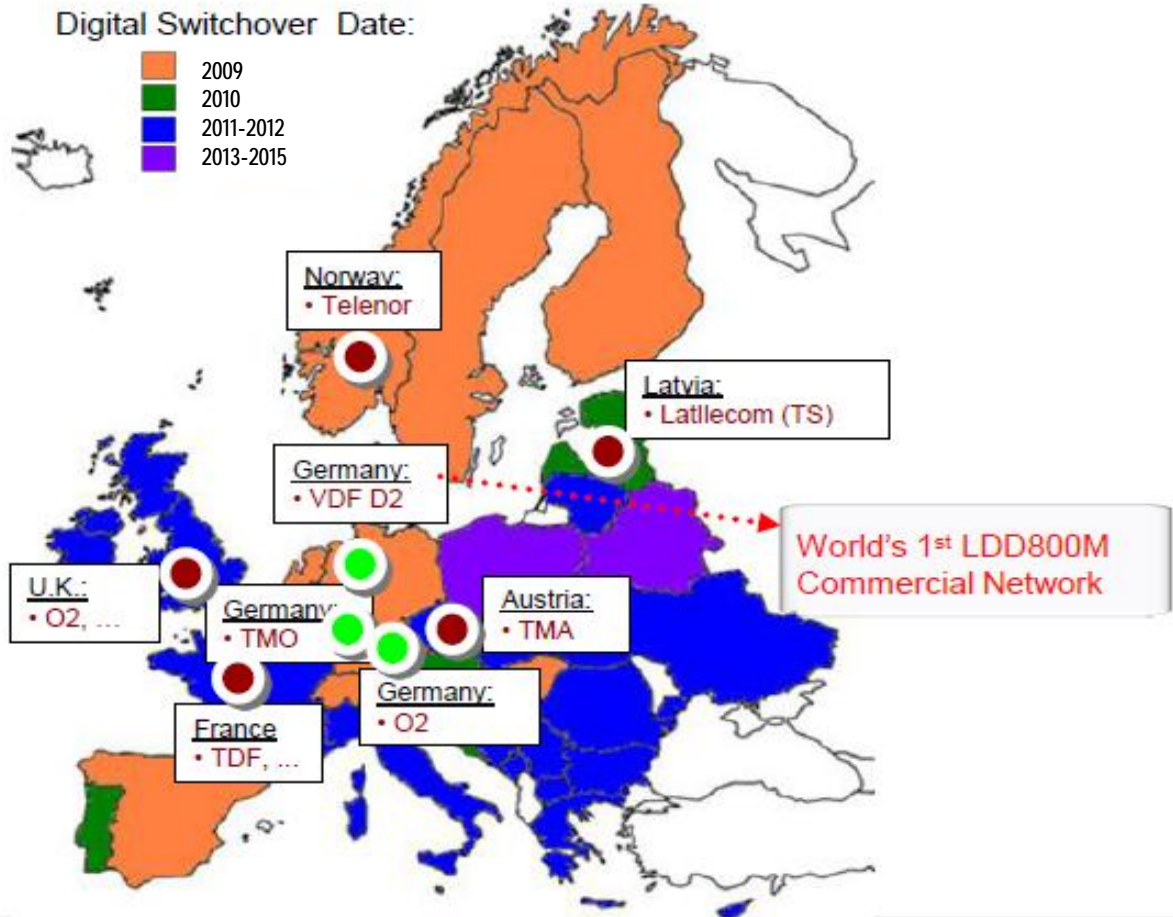 Digital Switchover Date:
2009
2010
2011-2012
2013-2015
Norway:
• Telenor
Latvia:
• Latllecom (TS)
Germany:
• VDF D2
World's 1st LDD800M
Commercial Network
U.K.:
• O2, ...
Germany:
• TMO
Austria:
• TMA
Germany:
• O2
France
• TDF, ...